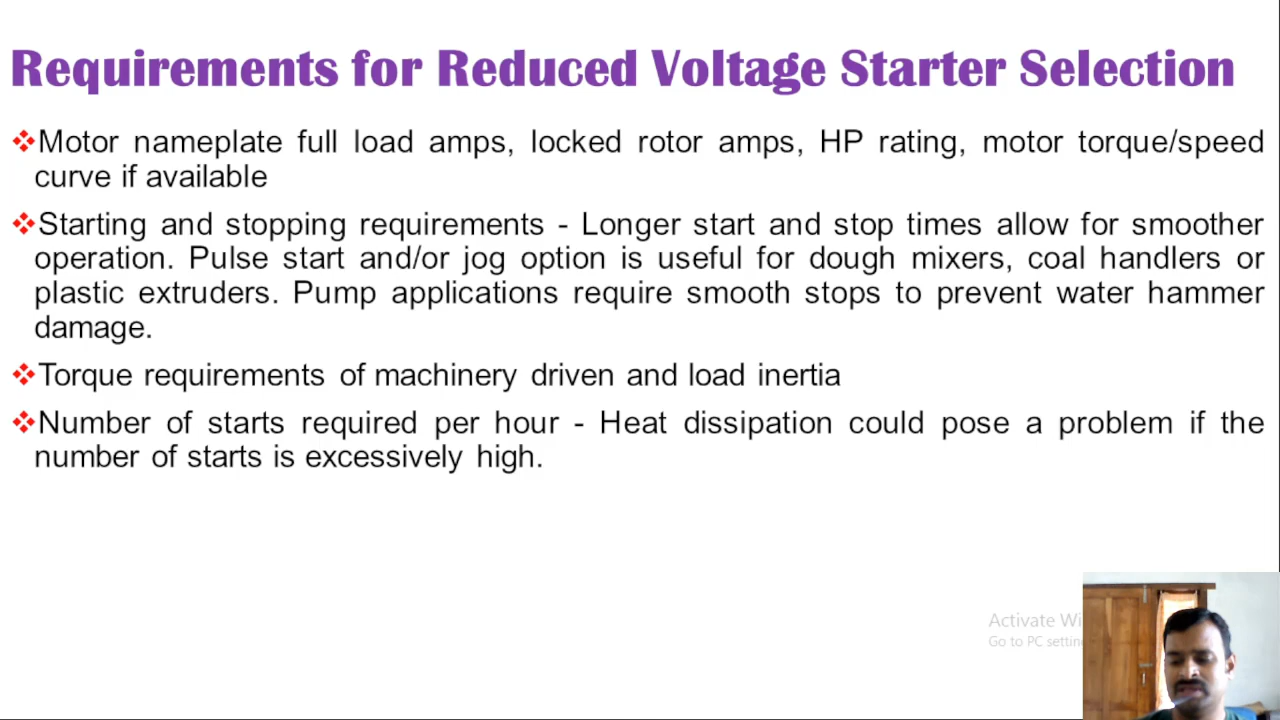 Requirements for Reduced Voltage Starter Selection
Motor nameplate full load amps, locked rotor amps, HP rating, motor torque/speed
curve if available
Starting and stopping requirements - Longer start and stop times allow for smoother
operation. Pulse start and/or jog option is useful for dough mixers, coal handlers or
plastic extruders. Pump applications require smooth stops to prevent water hammer
damage.
Torque requirements of machinery driven and load inertia
Number of starts required per hour - Heat dissipation could pose a problem if the
number of starts is excessively high.
Activate Wi
Go to PC settin